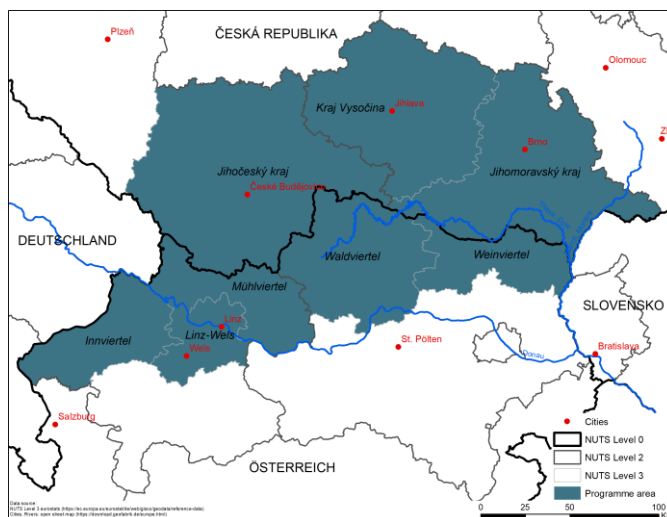 Plzeň
ČESKÁ REPUBLIKA
Olomouc
Kraj Vysočina
Jihlava
Brno
Jihočeský kraj
Jihomoravský kraj
České Budějovice
DEUTSCHLAND
Waldviertel
Weinviertel
Mühlviertel
SLOVENSKO
Linz
Linz-Wels
Innviertel
Wels
St. Pölten
Donau
Bratislava
Salzburg
ÖSTERREICH
Cities
NUTS Level 0
NUTS Level 2
NUTS Level 3
Programme area
0 25 50 100
Data source: